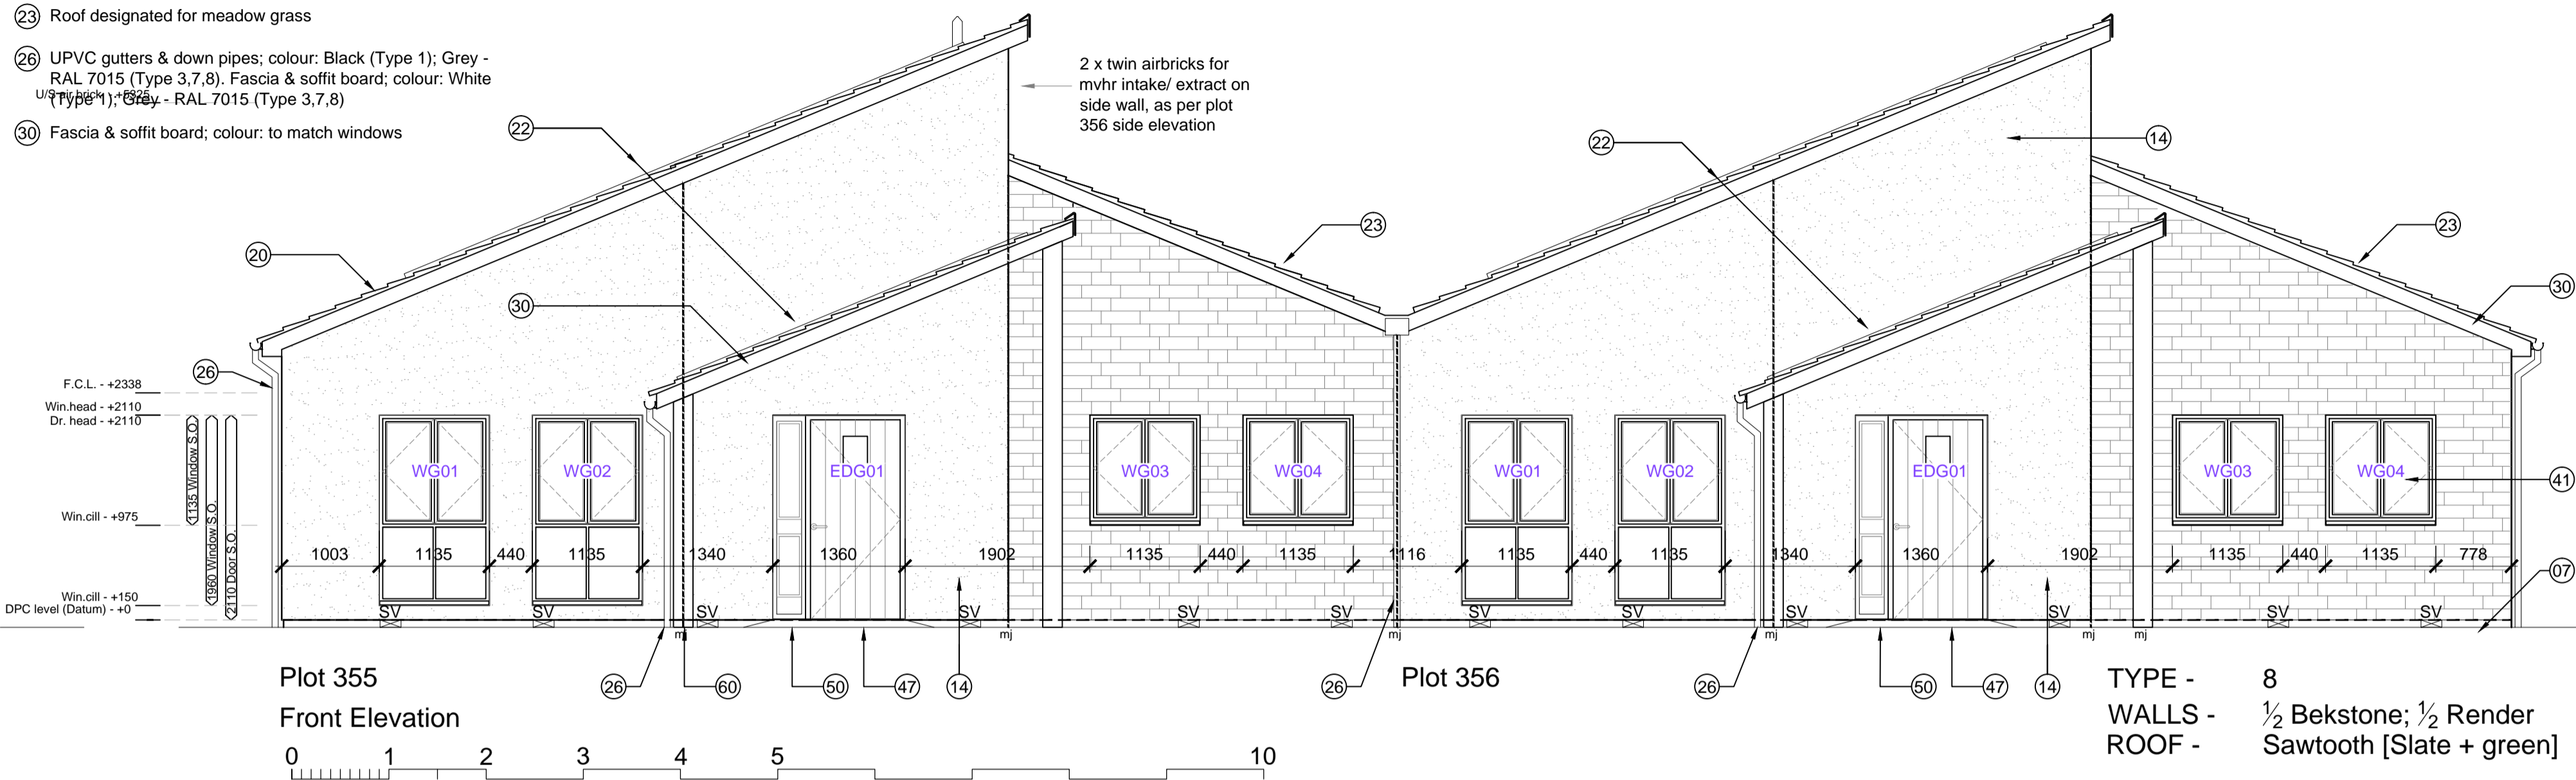 23 Roof designated for meadow grass
26 UPVC gutters & down pipes; colour: Black (Type 1); Grey -
RAL 7015 (Type 3,7,8). Fascia & soffit board; colour: White
(Type 1); Grey - RAL 7015 (Type 3,7,8)
U/S air brick - +5325
30 Fascia & soffit board; colour: to match windows
2 x twin airbricks for
mvhr intake/ extract on
side wall, as per plot
356 side elevation
22
22
14
20
23
23
30
30
26
F.C.L. - +2338
Win.head - +2110
Dr. head - +2110
Win.cill - +975
Win.cill - +150
DPC level (Datum) - +0
1135 Window S.O.
1960 Window S.O.
2110 Door S.O.
WG01 WG02 EDG01 WG03 WG04 WG01 WG02 EDG01 WG03 WG04
41
1003 1135 440 1135 1340 1360 1902 1135 440 1135 1116 1135 440 1135 1340 1360 1902 1135 440 1135 778
07
SV SV SV SV SV SV SV SV SV SV SV SV
mj mj mj mj mj mj
26 60 50 47 14 26 26 50 47 14
Plot 355
Front Elevation
Plot 356
TYPE - 8
WALLS - ½ Bekstone; ½ Render
ROOF - Sawtooth [Slate + green]
0 1 2 3 4 5 10